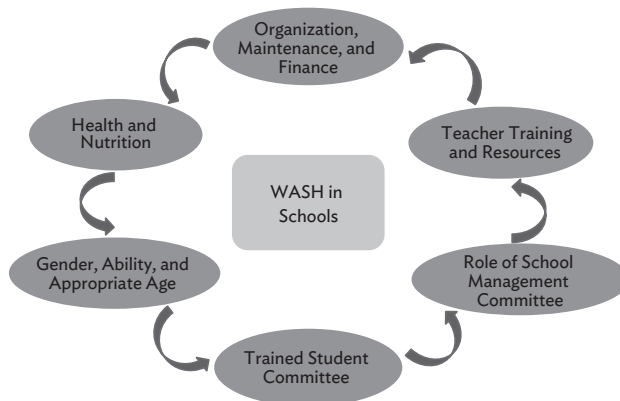 Organization,
Maintenance, and
Finance
Health and
Nutrition
Teacher Training
and Resources
WASH in
Schools
Gender, Ability, and
Appropriate Age
Role of School
Management
Committee
Trained Student
Committee